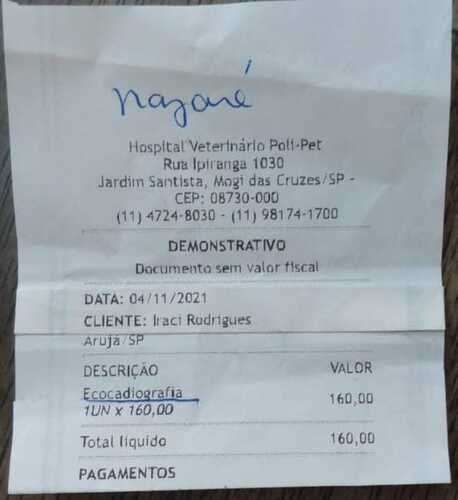 Nazaré
Hospital Veterinário Poli-Pet
Rua Ipiranga 1030
Jardim Santista, Mogi das Cruzes/SP -
CEP: 08730-000
(11) 4724-8030 - (11) 98174-1700
DEMONSTRATIVO
Documento sem valor fiscal
DATA: 04/11/2021
CLIENTE: Iraci Rodrigues
Arujá/SP
DESCRIÇÃO VALOR
Ecocadiografia 160,00
1UN x 160,00
Total líquido 160,00
PAGAMENTOS